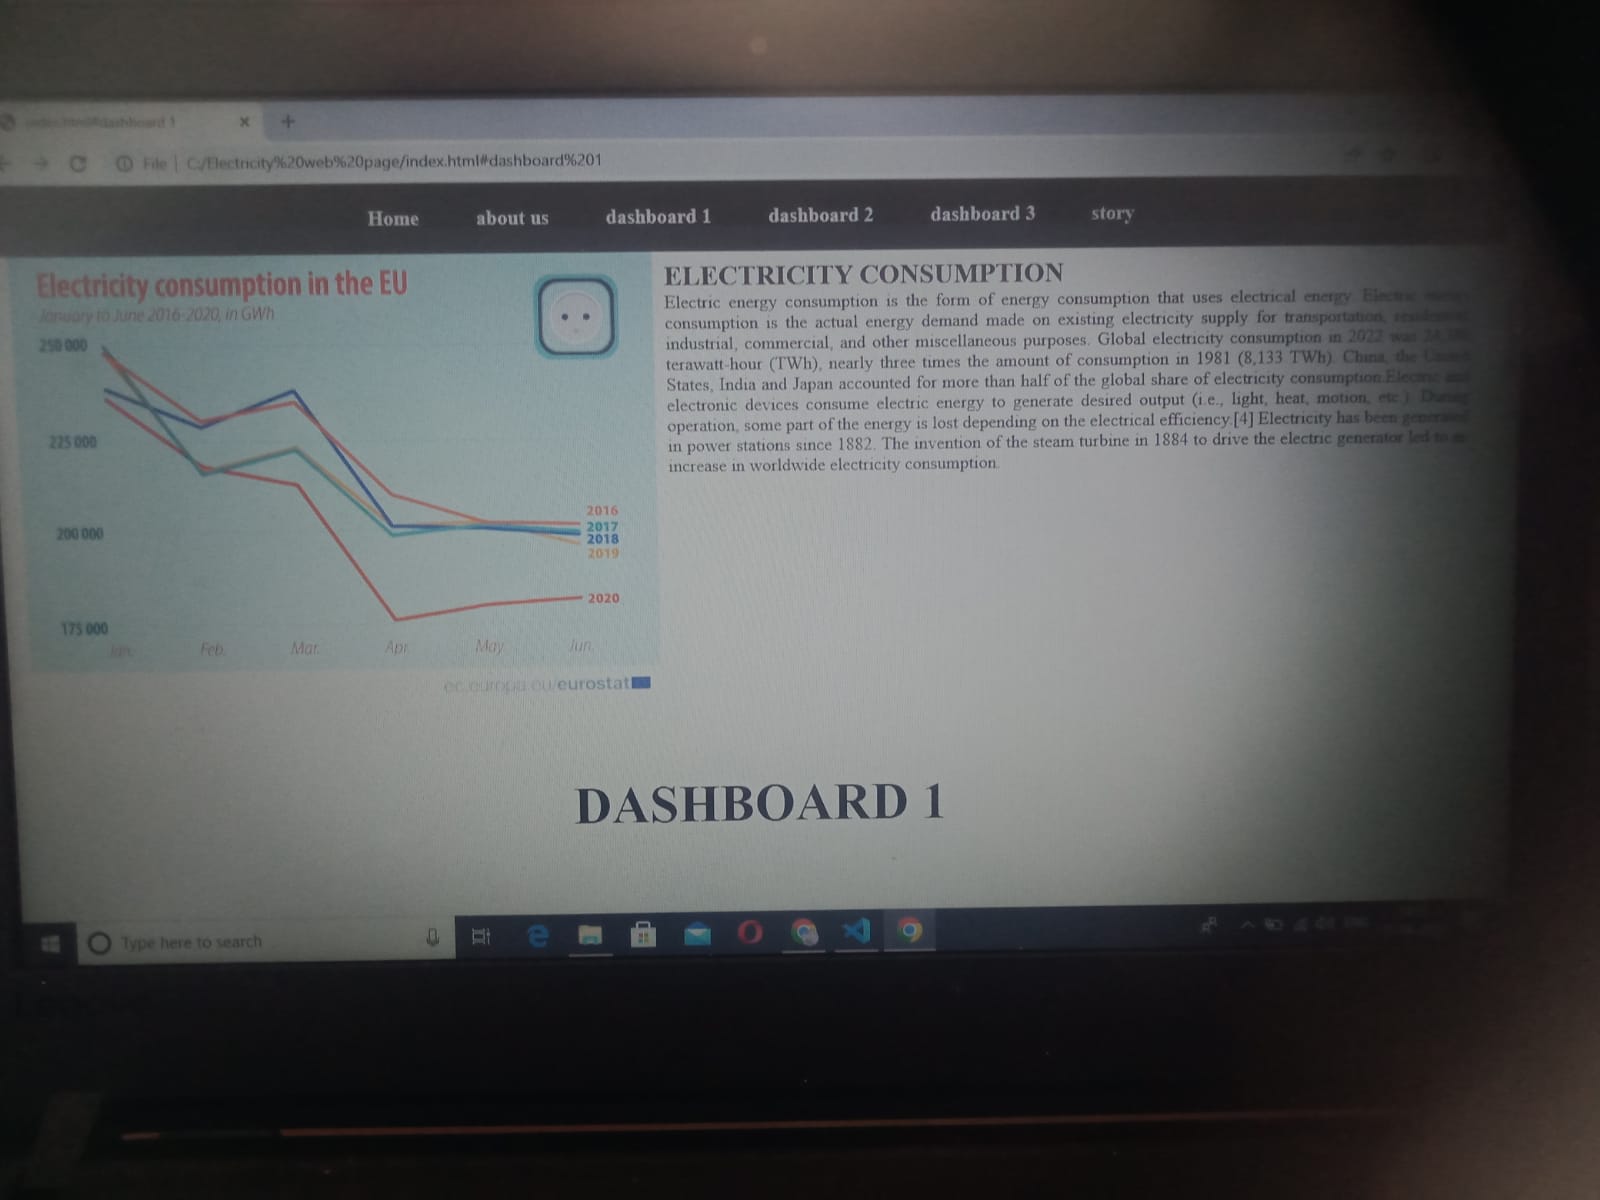 C:/Electricity%20web%20page/index.html#dashboard%201
File
Home about us dashboard 1 dashboard 2 dashboard 3 story
Electricity consumption in the EU
January to June 2016-2020, in GWh
250 000
225 000
200 000
175 000
2016
2017
2018
2019
2020
Jan. Feb. Mar. Apr. May. Jun.
ec.europa.eu/eurostat
ELECTRICITY CONSUMPTION
Electric energy consumption is the form of energy consumption that uses electrical energy. Electric
consumption is the actual energy demand made on existing electricity supply for transportation,
industrial, commercial, and other miscellaneous purposes. Global electricity consumption in 2022 was
terawatt-hour (TWh), nearly three times the amount of consumption in 1981 (8,133 TWh). China, the United
States, India and Japan accounted for more than half of the global share of electricity consumption.Electric and
electronic devices consume electric energy to generate desired output (i.e., light, heat, motion, etc.). During
operation, some part of the energy is lost depending on the electrical efficiency.[4] Electricity has been generated
in power stations since 1882. The invention of the steam turbine in 1884 to drive the electric generator led to
increase in worldwide electricity consumption.
DASHBOARD 1
Type here to search